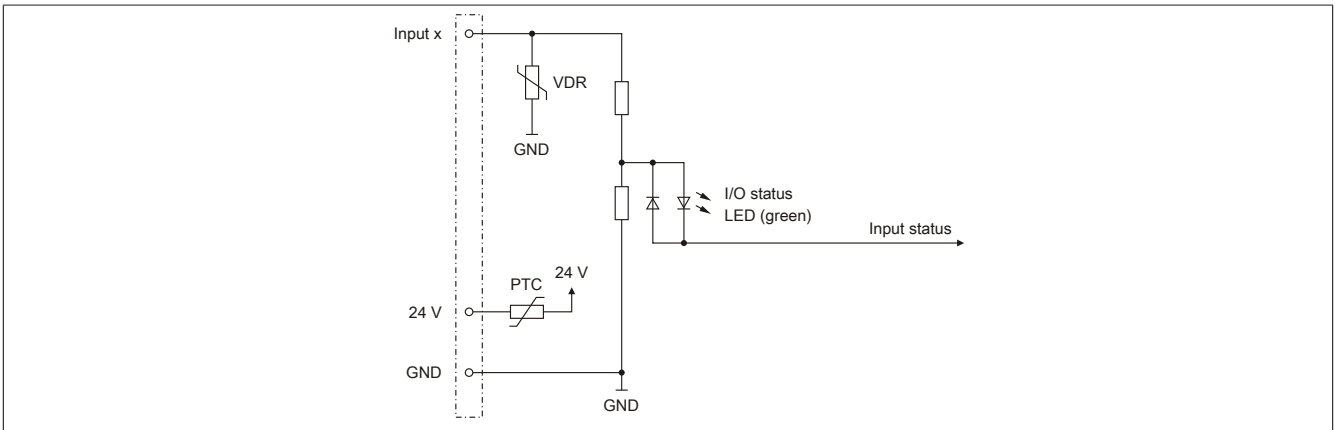 Input x
VDR
GND
I/O status
LED (green)
Input status
24 V
PTC
24 V
GND
GND